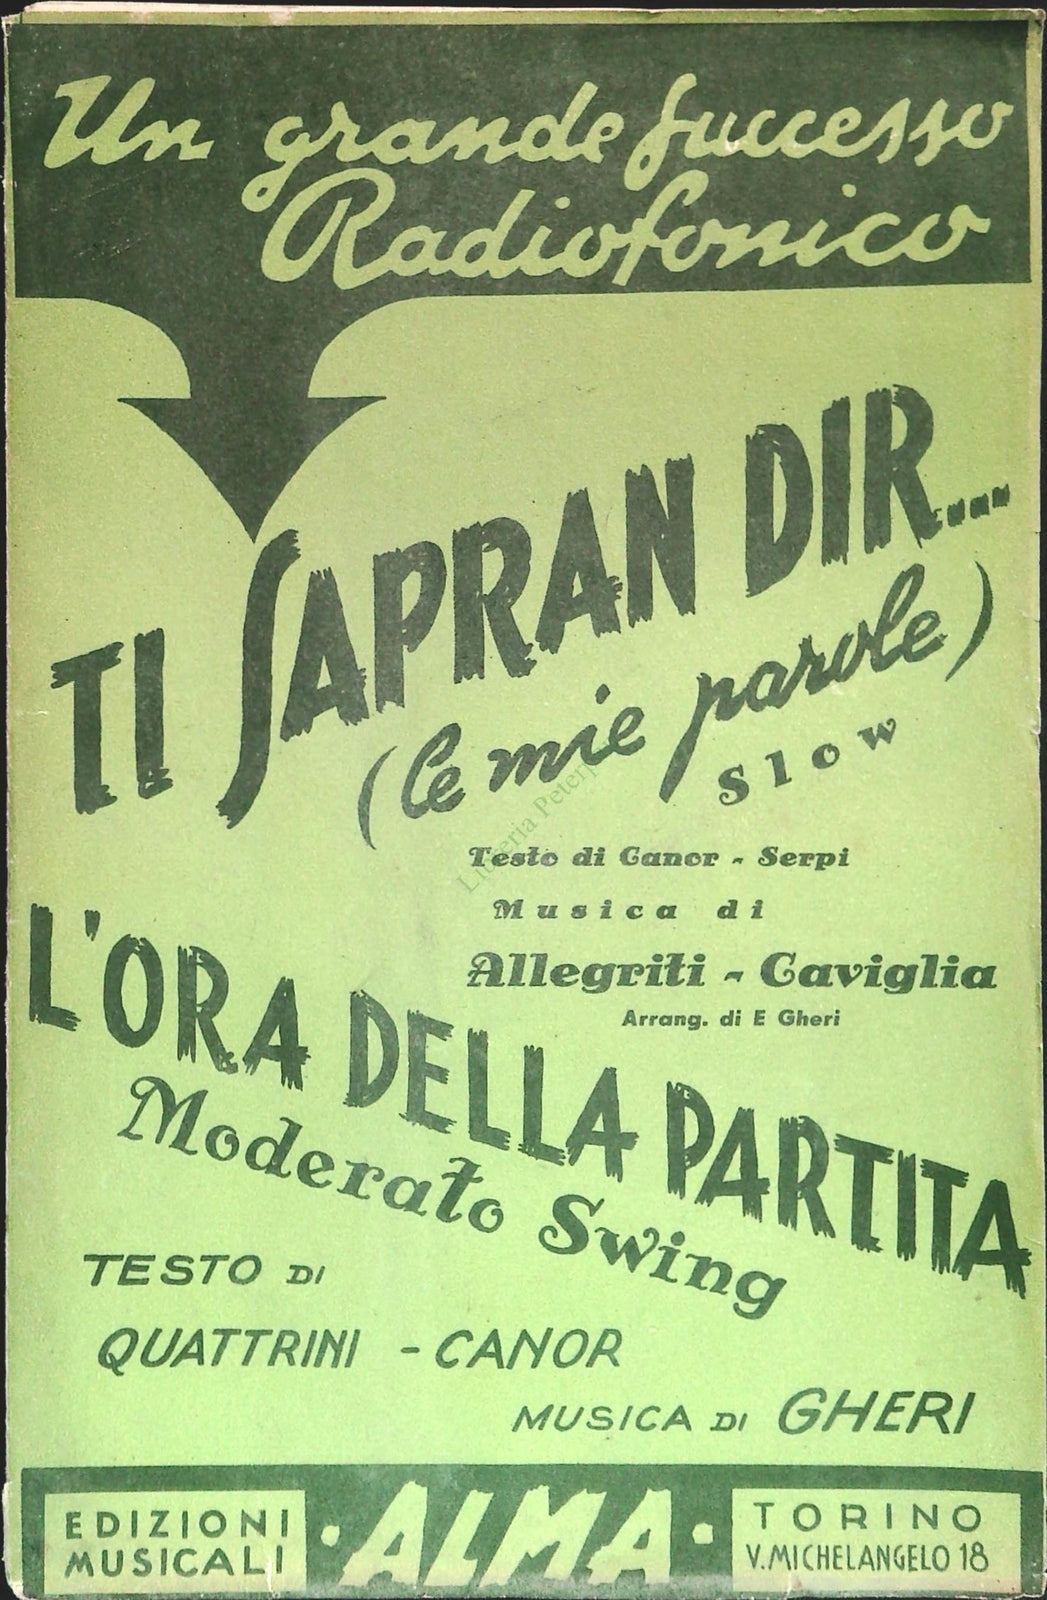 Un grande successo
Radiofonico
TI SAPRAN DIR....
(le mie parole)
Slow
Testo di Canor - Serpi
Musica di
Allegriti - Caviglia
Arrang. di E Gheri
L'ORA DELLA PARTITA
Moderato Swing
TESTO DI
QUATTRINI - CANOR
MUSICA DI GHERI
EDIZIONI
MUSICALI
· ALMA ·
TORINO
V. MICHELANGELO 18
Libreria